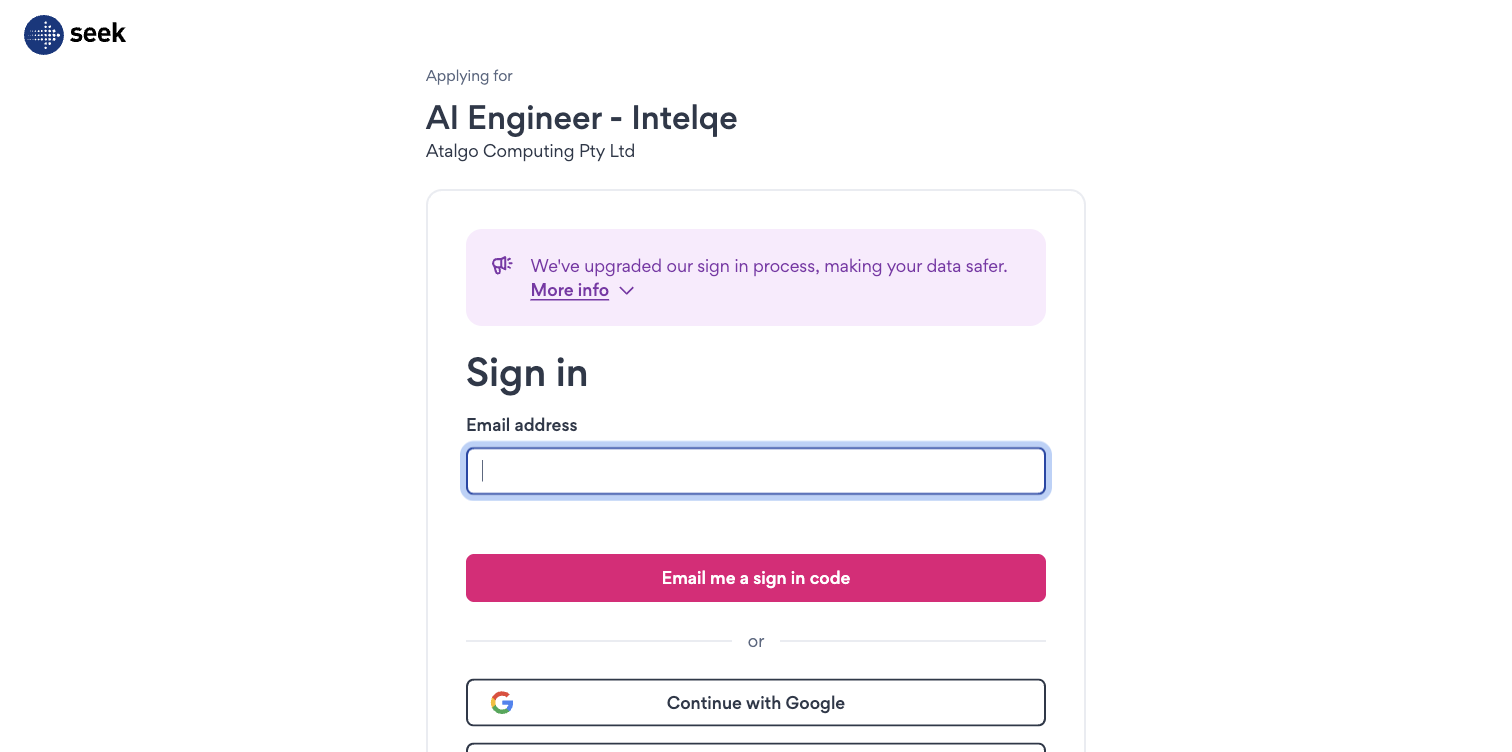 seek
Applying for
AI Engineer - Intelqe
Atalgo Computing Pty Ltd
We've upgraded our sign in process, making your data safer.
More info
Sign in
Email address
Email me a sign in code
or
Continue with Google